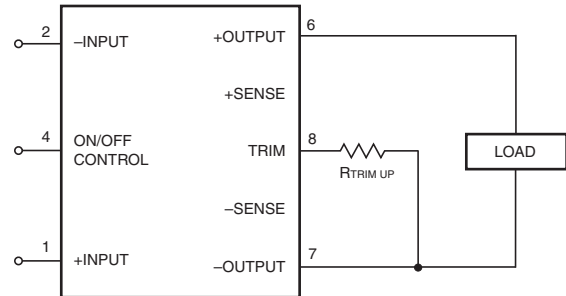 2
–INPUT
+OUTPUT
6
+SENSE
4
ON/OFF
CONTROL
TRIM
8
RTRIM UP
LOAD
–SENSE
1
+INPUT
–OUTPUT
7